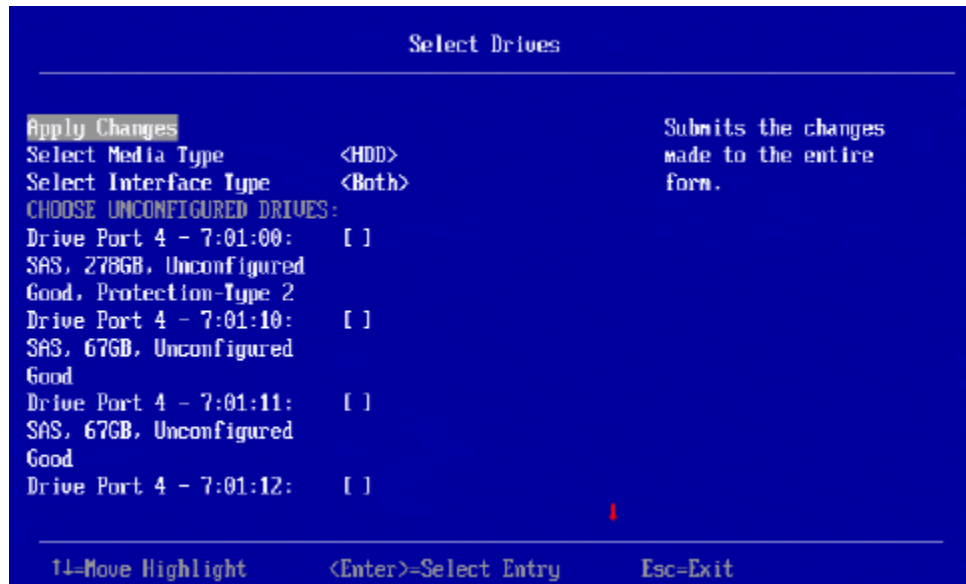 Select Drives
Apply Changes
Select Media Type <HDD>
Select Interface Type <Both>
CHOOSE UNCONFIGURED DRIVES:
Drive Port 4 - 7:01:00: [ ]
SAS, 278GB, Unconfigured
Good, Protection-Type 2
Drive Port 4 - 7:01:10: [ ]
SAS, 67GB, Unconfigured
Good
Drive Port 4 - 7:01:11: [ ]
SAS, 67GB, Unconfigured
Good
Drive Port 4 - 7:01:12: [ ]
Submits the changes
made to the entire
form.
↑↓=Move Highlight <Enter>=Select Entry Esc=Exit